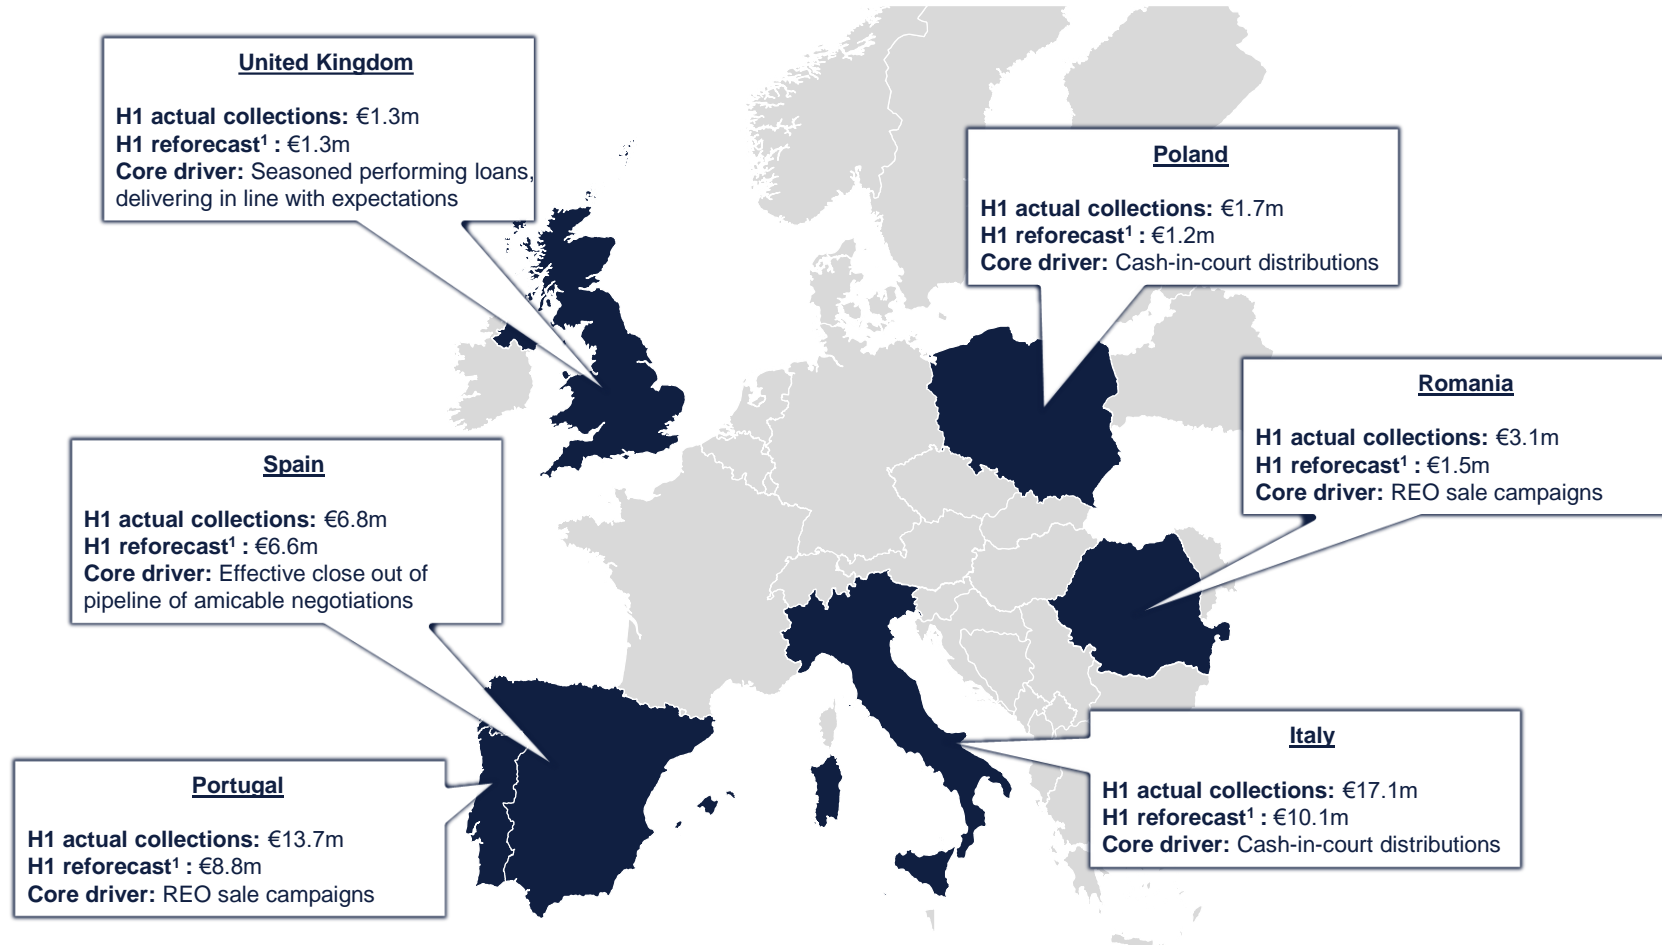 United Kingdom
H1 actual collections: €1.3m
H1 reforecast¹ : €1.3m
Core driver: Seasoned performing loans,
delivering in line with expectations
Poland
H1 actual collections: €1.7m
H1 reforecast¹ : €1.2m
Core driver: Cash-in-court distributions
Romania
H1 actual collections: €3.1m
H1 reforecast¹ : €1.5m
Core driver: REO sale campaigns
Spain
H1 actual collections: €6.8m
H1 reforecast¹ : €6.6m
Core driver: Effective close out of
pipeline of amicable negotiations
Italy
H1 actual collections: €17.1m
H1 reforecast¹ : €10.1m
Core driver: Cash-in-court distributions
Portugal
H1 actual collections: €13.7m
H1 reforecast¹ : €8.8m
Core driver: REO sale campaigns